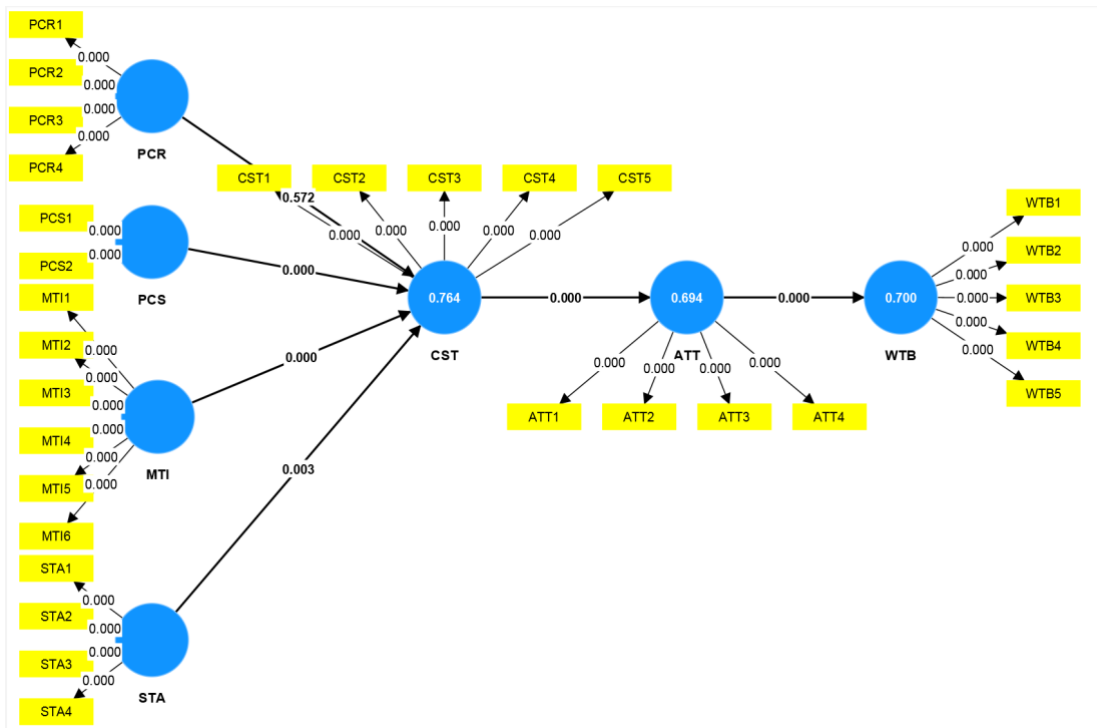 PCR1
PCR2
PCR3
PCR4
0.000
0.000
0.000
0.000
PCR
PCS1
PCS2
0.000
0.000
PCS
MTI1
MTI2
MTI3
MTI4
MTI5
MTI6
0.000
0.000
0.000
0.000
0.000
0.000
MTI
STA1
STA2
STA3
STA4
0.000
0.000
0.000
0.000
STA
0.572
0.000
0.000
0.003
CST1
CST2
CST3
CST4
CST5
0.000
0.000
0.000
0.000
0.000
0.764
CST
0.000
0.694
ATT
0.000
0.000
0.000
0.000
ATT1
ATT2
ATT3
ATT4
0.000
0.700
WTB
0.000
0.000
0.000
0.000
0.000
WTB1
WTB2
WTB3
WTB4
WTB5